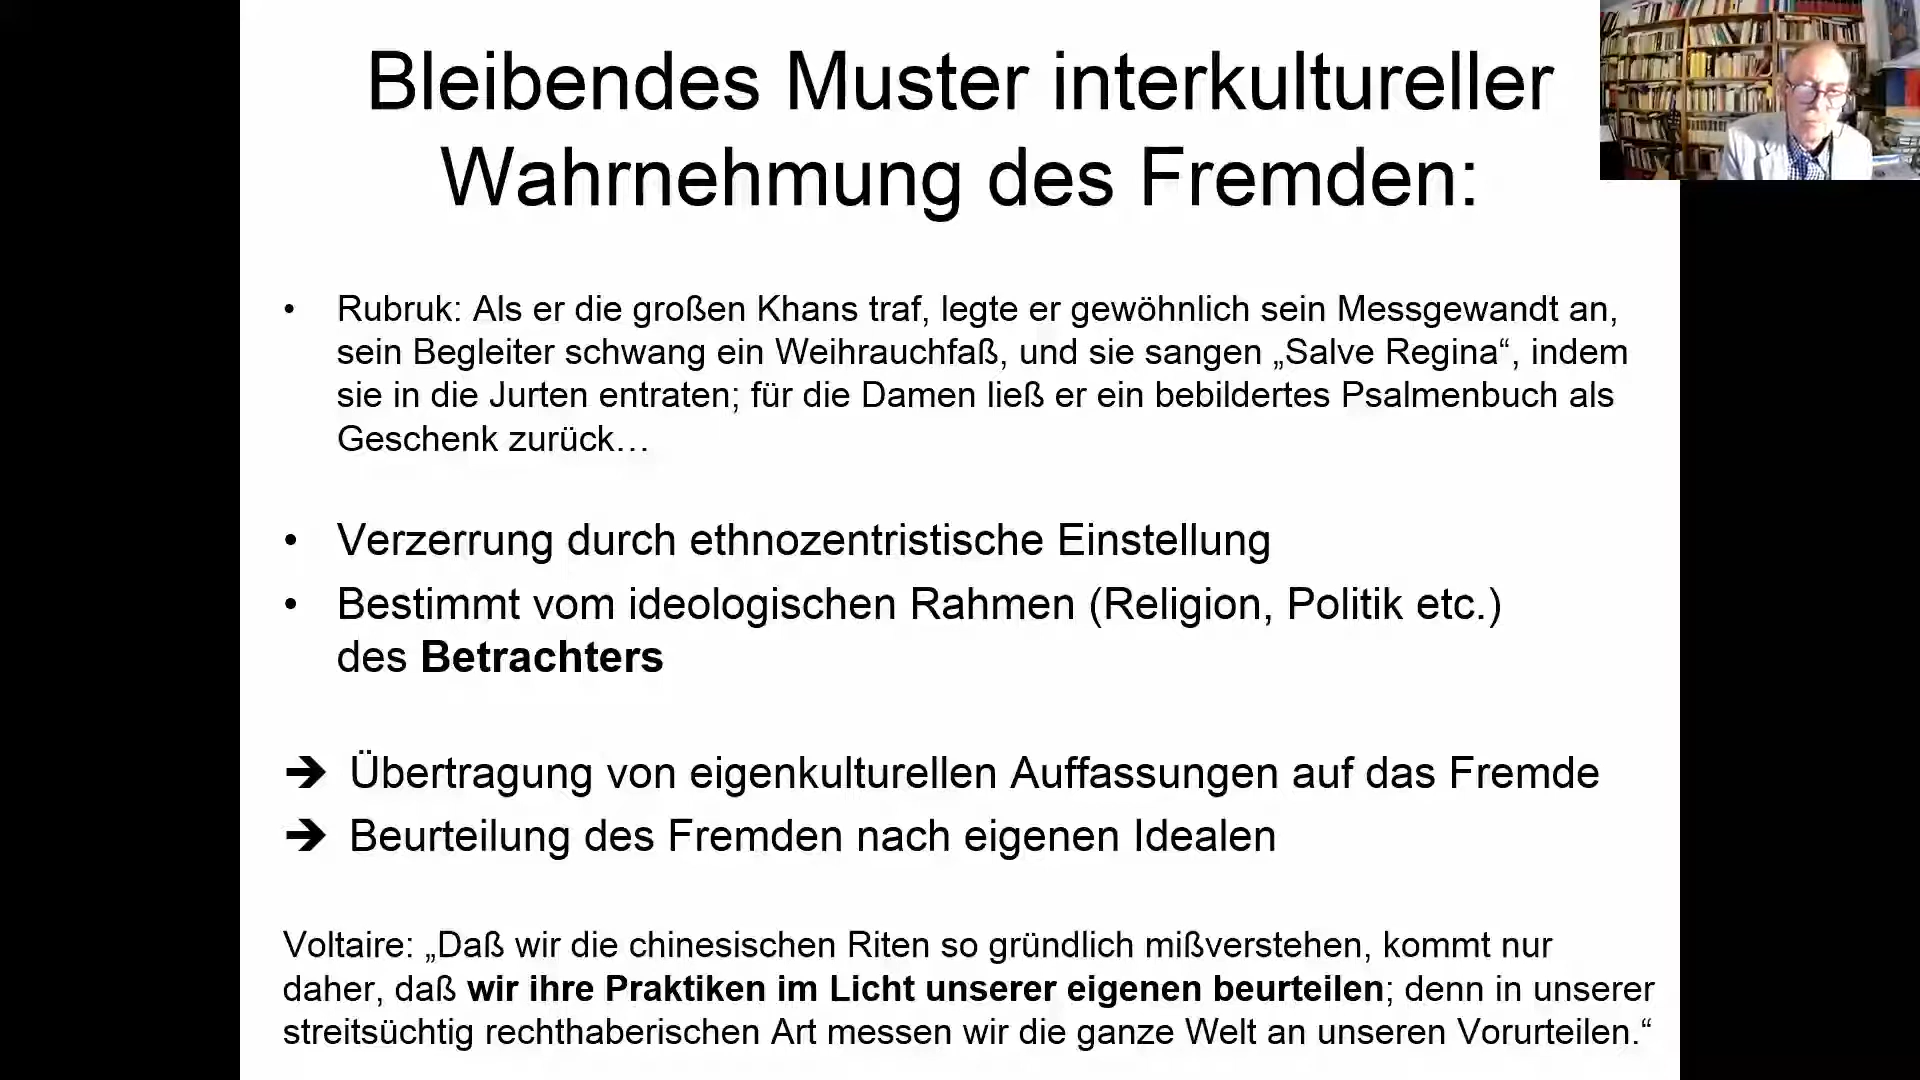 Bleibendes Muster interkultureller
Wahrnehmung des Fremden:
• Rubruk: Als er die großen Khans traf, legte er gewöhnlich sein Messgewandt an,
sein Begleiter schwang ein Weihrauchfaß, und sie sangen „Salve Regina“, indem
sie in die Jurten entraten; für die Damen ließ er ein bebildertes Psalmenbuch als
Geschenk zurück…
• Verzerrung durch ethnozentristische Einstellung
• Bestimmt vom ideologischen Rahmen (Religion, Politik etc.)
des Betrachters
➔ Übertragung von eigenkulturellen Auffassungen auf das Fremde
➔ Beurteilung des Fremden nach eigenen Idealen
Voltaire: „Daß wir die chinesischen Riten so gründlich mißverstehen, kommt nur
daher, daß wir ihre Praktiken im Licht unserer eigenen beurteilen; denn in unserer
streitsüchtig rechthaberischen Art messen wir die ganze Welt an unseren Vorurteilen.“